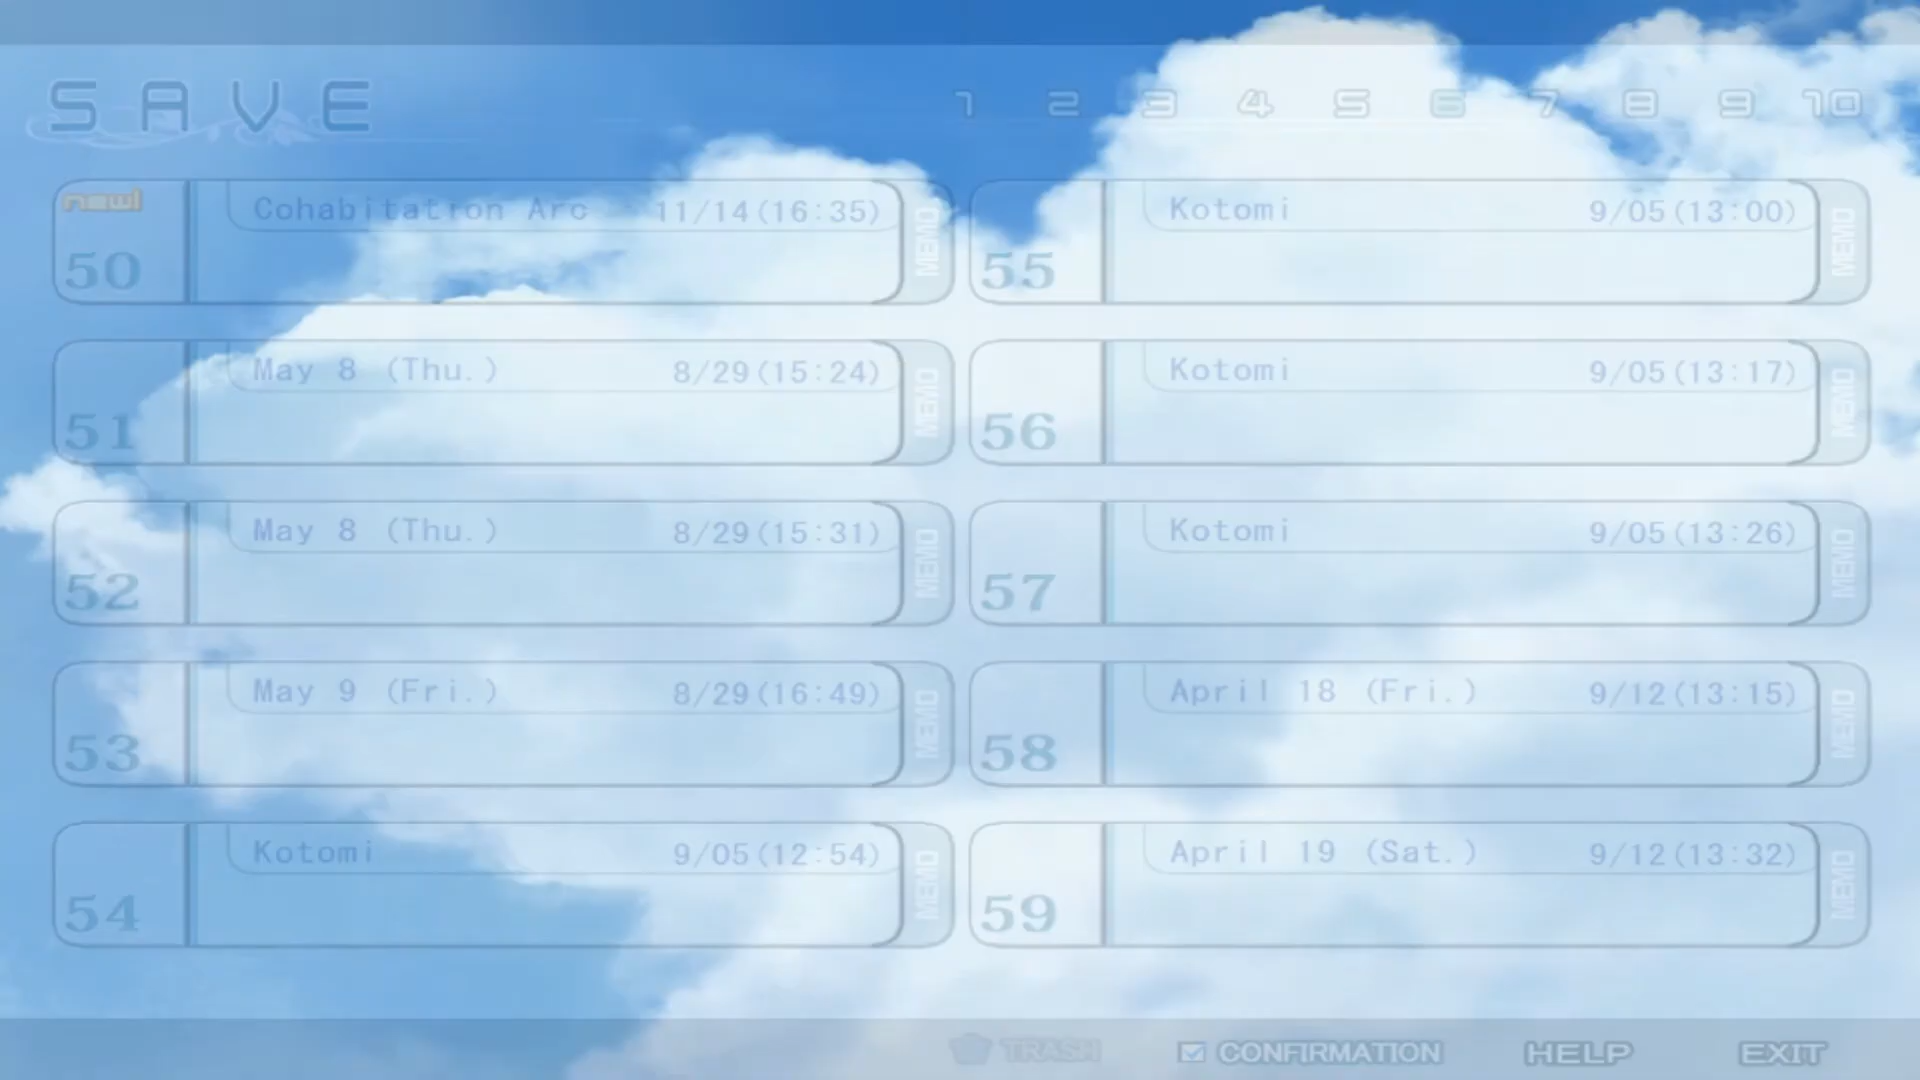 SAVE
1 2 3 4 5 6 7 8 9 10
new!
50 Cohabitation Arc 11/14(16:35) MEMO
51 May 8 (Thu.) 8/29(15:24) MEMO
52 May 8 (Thu.) 8/29(15:31) MEMO
53 May 9 (Fri.) 8/29(16:49) MEMO
54 Kotomi 9/05(12:54) MEMO
55 Kotomi 9/05(13:00) MEMO
56 Kotomi 9/05(13:17) MEMO
57 Kotomi 9/05(13:26) MEMO
58 April 18 (Fri.) 9/12(13:15) MEMO
59 April 19 (Sat.) 9/12(13:32) MEMO
TRASH CONFIRMATION HELP EXIT